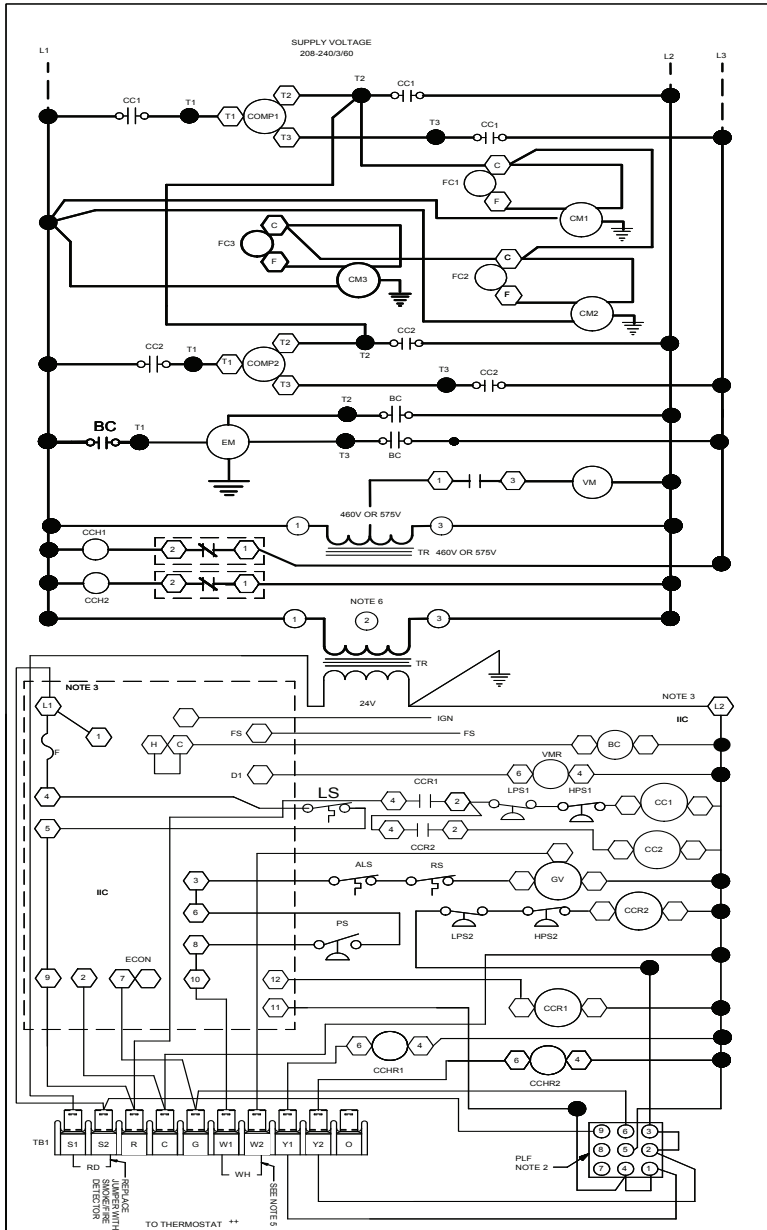 SUPPLY VOLTAGE
208-240/3/60
L1
L2
L3
T2
CC1
T1
T1
COMP1
T2
CC1
T3
T3
CC1
C
FC1
F
CM1
C
FC3
F
CM3
C
FC2
F
CM2
CC2
T1
T1
COMP2
T2
T2
CC2
T3
T3
CC2
BC
T1
EM
T2
BC
T3
BC
1
3
VM
460V OR 575V
1
3
TR 460V OR 575V
CCH1
2
1
CCH2
2
1
NOTE 6
1
2
3
TR
24V
NOTE 3
L1
1
F
IGN
NOTE 3
L2
IIC
H
C
FS
FS
BC
D1
VMR
6
4
4
LS
CCR1
4
2
LPS1
HPS1
CC1
5
4
2
CCR2
CC2
IIC
3
ALS
RS
GV
6
PS
LPS2
HPS2
CCR2
8
ECON
9
2
7
10
12
11
CCR1
6
4
CCHR1
6
4
CCHR2
TB1
S1
S2
R
C
G
W1
W2
Y1
Y2
O
RD
WH
REPLACE
JUMPER WITH
SMOKE/FIRE
DETECTOR
SEE NOTE 5
TO THERMOSTAT ++
PLF
NOTE 2
9
6
3
8
5
2
7
4
1